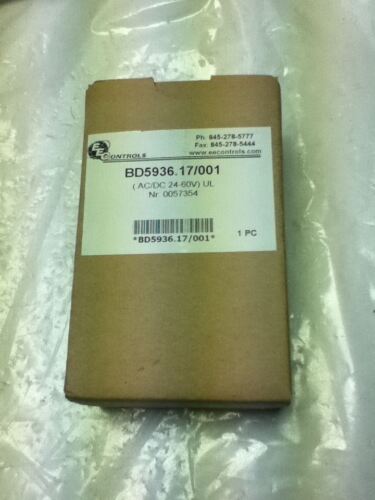 Ph: 845-278-5777
Fax: 845-278-5444
www.eecontrols.com
EE CONTROLS
BD5936.17/001
( AC/DC 24-60V) UL
Nr. 0057354
*BD5936.17/001*
1 PC